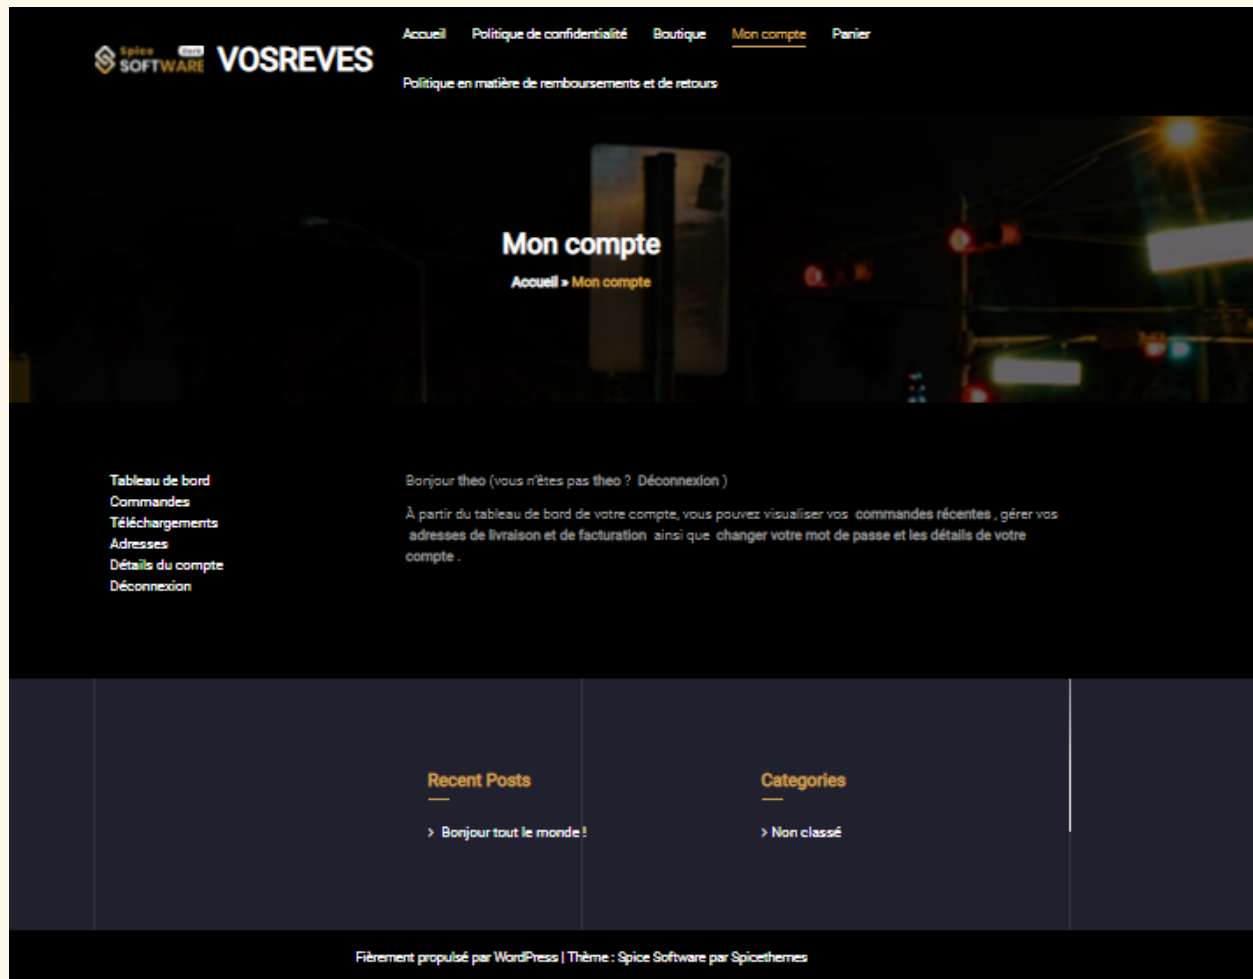 Spice Dark
SOFTWARE
VOSREVES
Accueil Politique de confidentialité Boutique Mon compte Panier
Politique en matière de remboursements et de retours
Mon compte
Accueil » Mon compte
Tableau de bord
Commandes
Téléchargements
Adresses
Détails du compte
Déconnexion
Bonjour theo (vous n'êtes pas theo ? Déconnexion )
À partir du tableau de bord de votre compte, vous pouvez visualiser vos commandes récentes , gérer vos
adresses de livraison et de facturation ainsi que changer votre mot de passe et les détails de votre
compte .
Recent Posts
> Bonjour tout le monde !
Categories
> Non classé
Fièrement propulsé par WordPress | Thème : Spice Software par Spicethemes